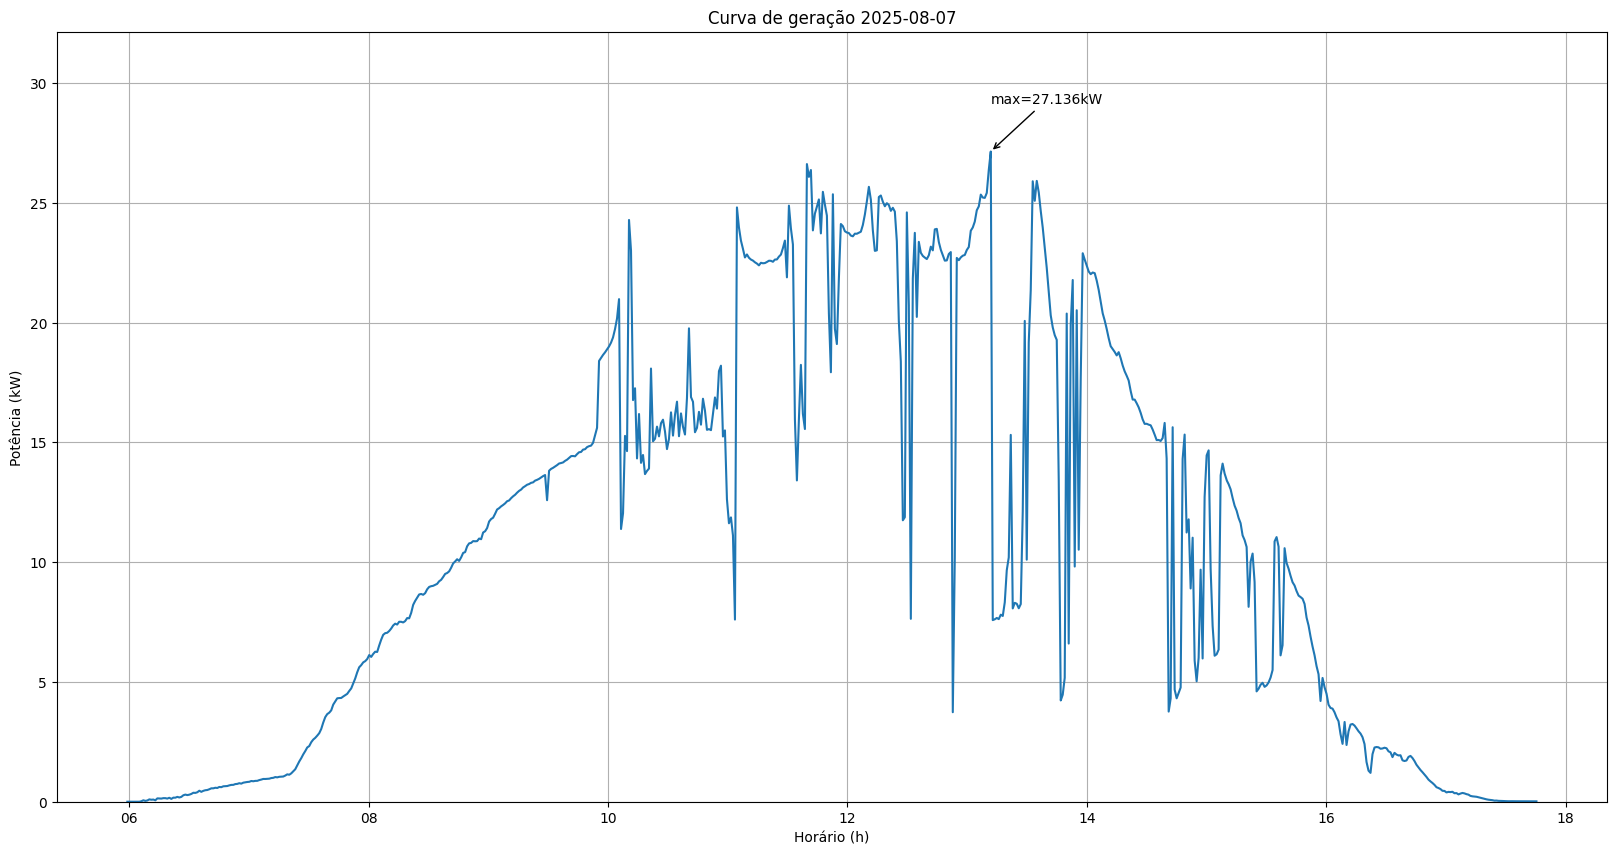 Curva de geração 2025-08-07
max=27.136kW
Potência (kW)
30
25
20
15
10
5
0
06 08 10 12 14 16 18
Horário (h)